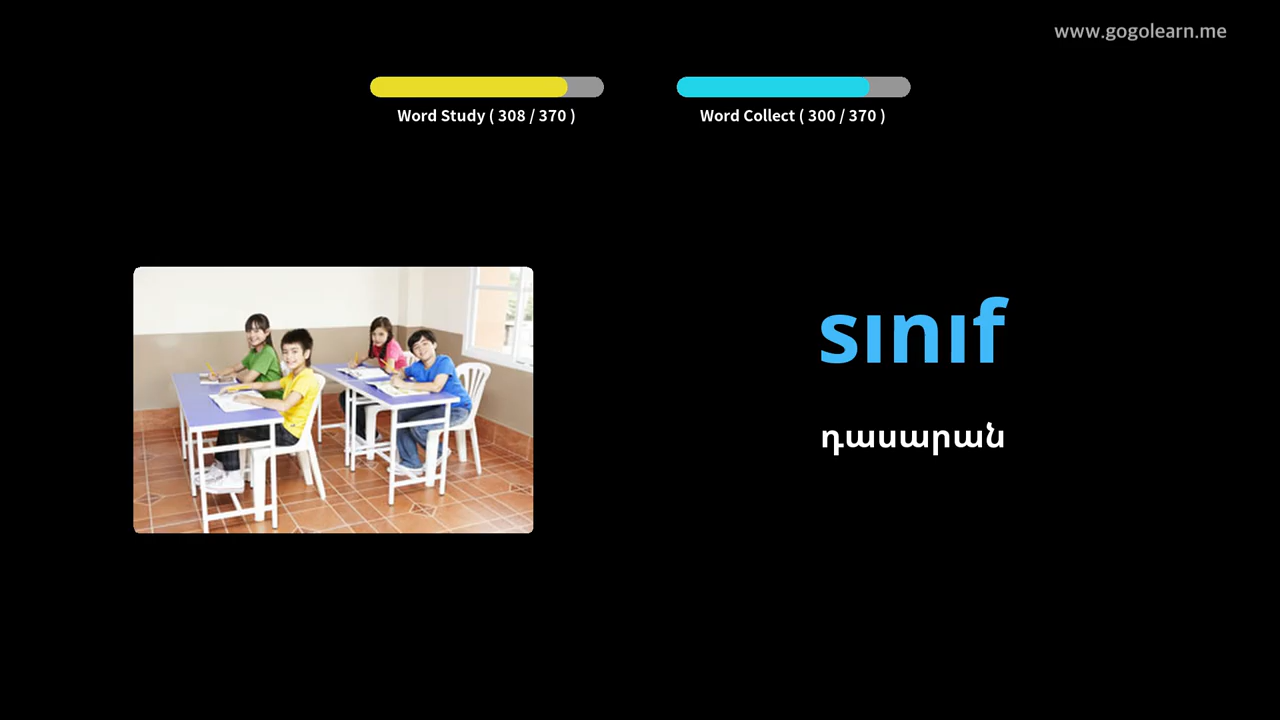 www.gogolearn.me
Word Study ( 308 / 370 )
Word Collect ( 300 / 370 )
sınıf
դասարան